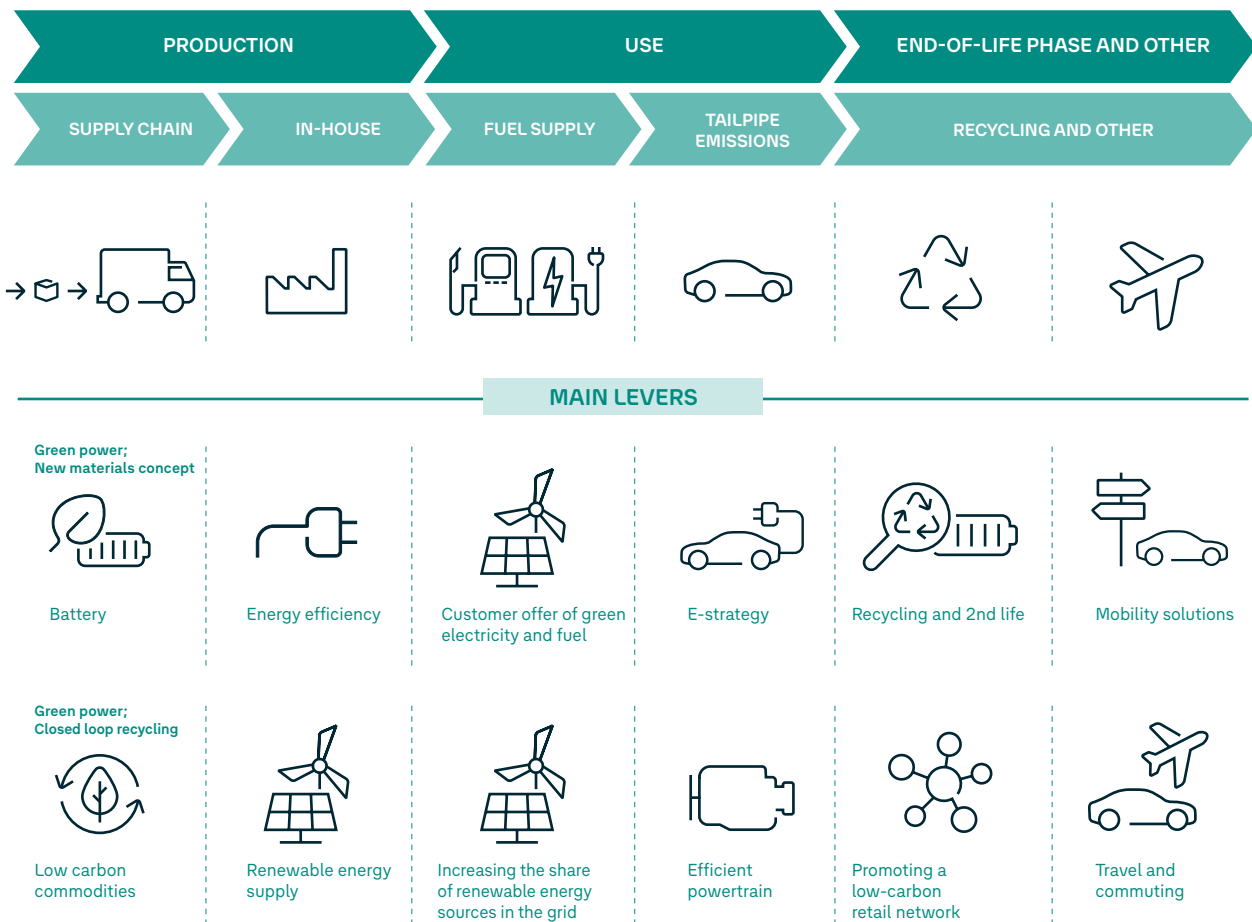 PRODUCTION
USE
END-OF-LIFE PHASE AND OTHER
SUPPLY CHAIN
IN-HOUSE
FUEL SUPPLY
TAILPIPE
EMISSIONS
RECYCLING AND OTHER
MAIN LEVERS
Green power;
New materials concept
Battery
Energy efficiency
Customer offer of green
electricity and fuel
E-strategy
Recycling and 2nd life
Mobility solutions
Green power;
Closed loop recycling
Low carbon
commodities
Renewable energy
supply
Increasing the share
of renewable energy
sources in the grid
Efficient
powertrain
Promoting a
low-carbon
retail network
Travel and
commuting